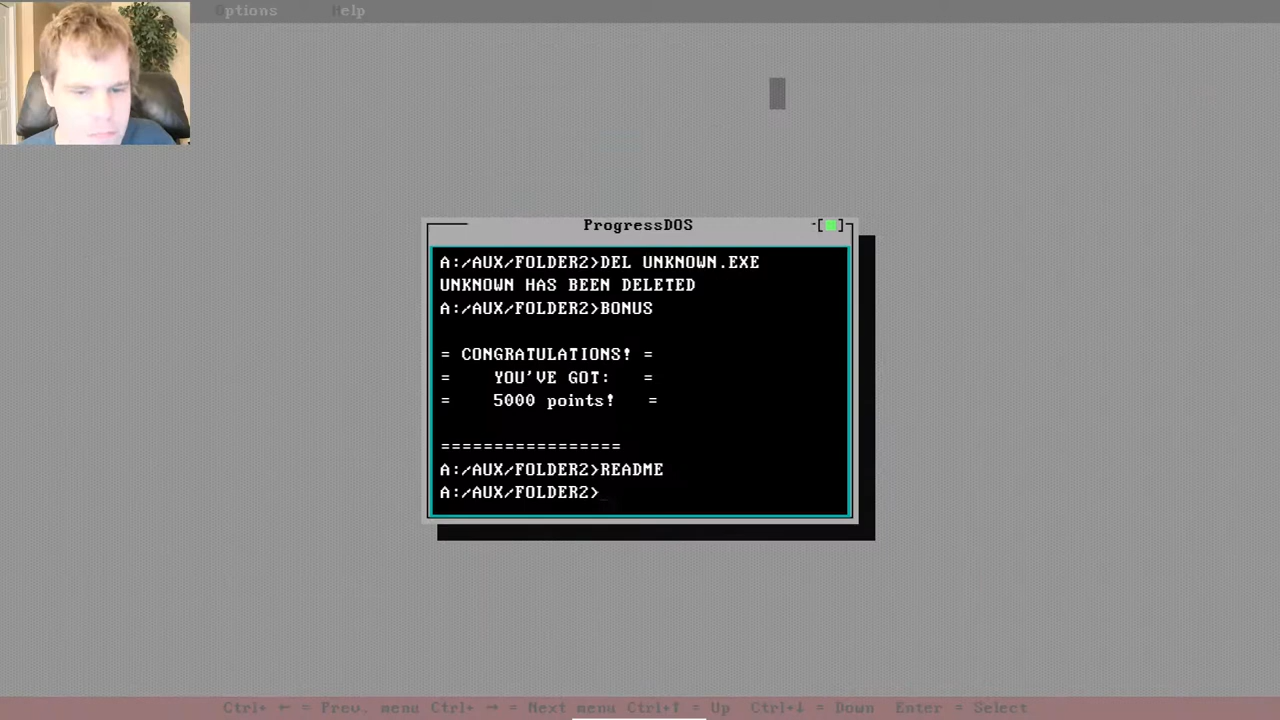 Options Help
ProgressDOS
[■]
A:/AUX/FOLDER2>DEL UNKNOWN.EXE
UNKNOWN HAS BEEN DELETED
A:/AUX/FOLDER2>BONUS
= CONGRATULATIONS! =
= YOU'VE GOT: =
= 5000 points! =
=================
A:/AUX/FOLDER2>README
A:/AUX/FOLDER2>_
Ctrl+ ← = Prev. menu Ctrl+ → = Next menu Ctrl+↑ = Up Ctrl+↓ = Down Enter = Select